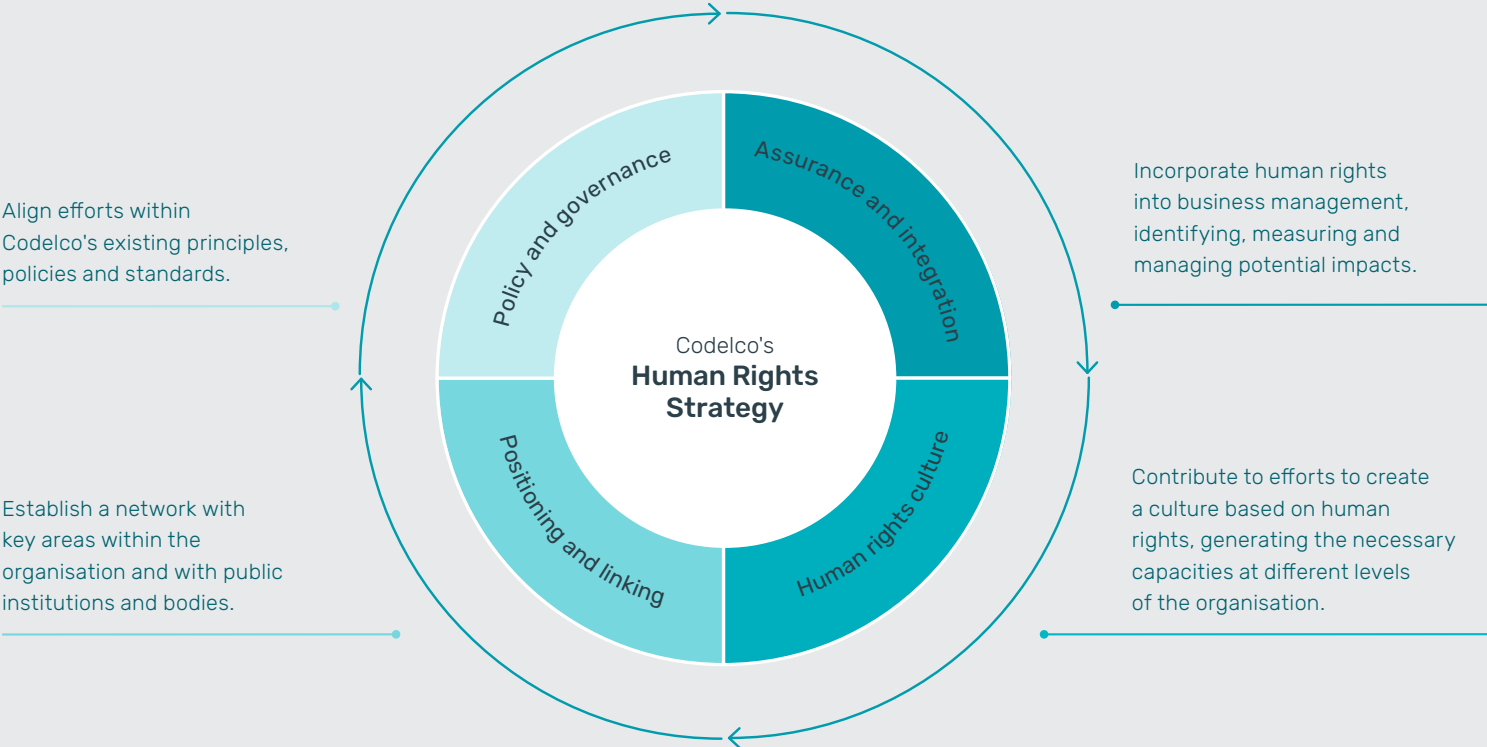 Policy and governance
Assurance and integration
Align efforts within
Codelco's existing principles,
policies and standards.
Incorporate human rights
into business management,
identifying, measuring and
managing potential impacts.
Codelco's
Human Rights
Strategy
Positioning and linking
Human rights culture
Establish a network with
key areas within the
organisation and with public
institutions and bodies.
Contribute to efforts to create
a culture based on human
rights, generating the necessary
capacities at different levels
of the organisation.